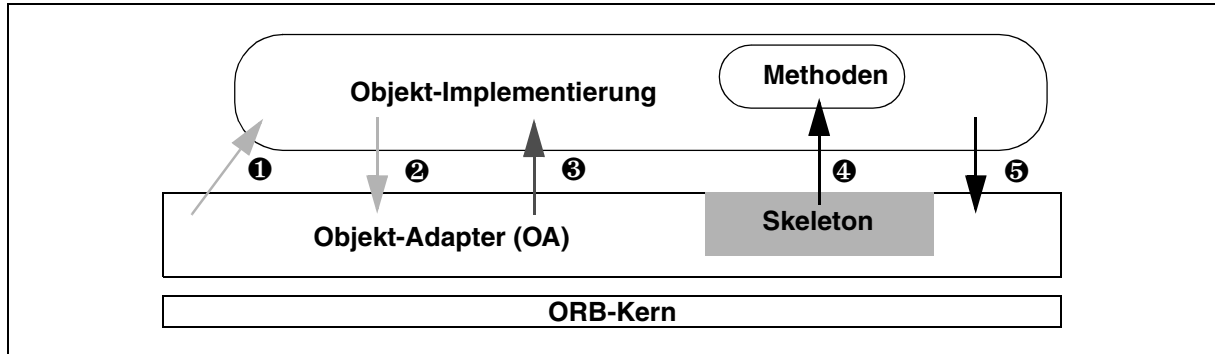 Methoden
Objekt-Implementierung
❶ ❷ ❸ ❹ ❺
Skeleton
Objekt-Adapter (OA)
ORB-Kern